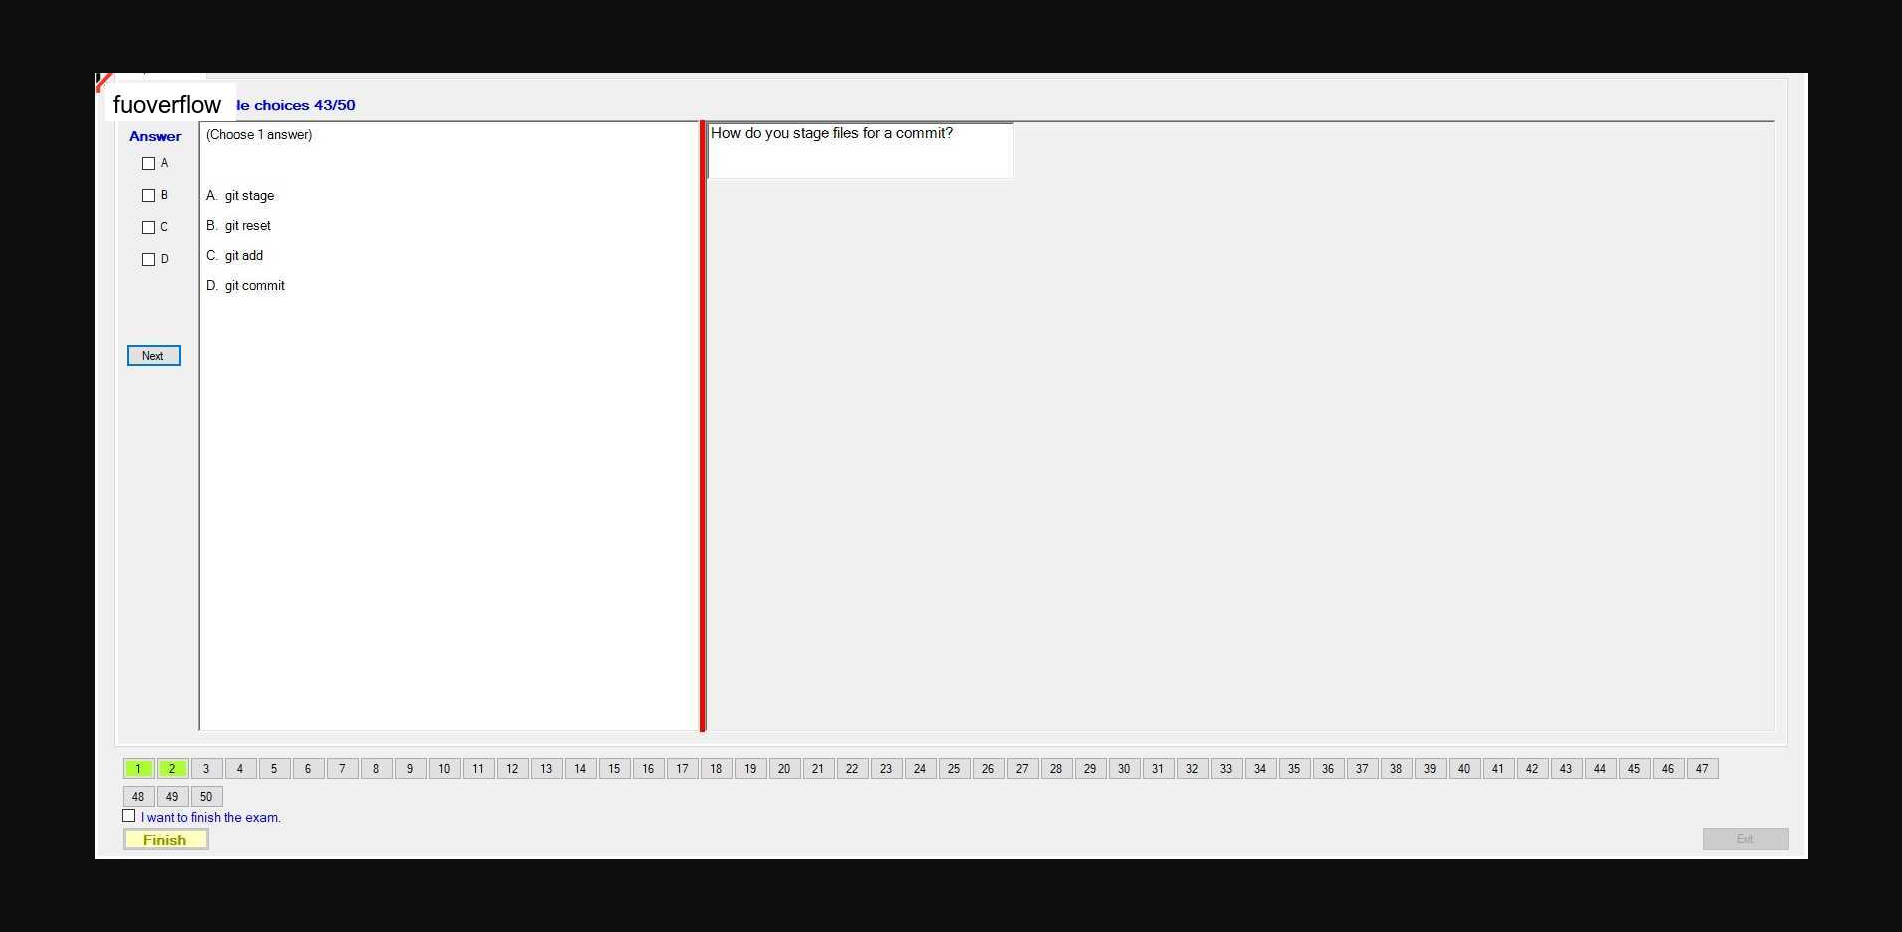 fuoverflow
le choices 43/50
Answer
(Choose 1 answer)
How do you stage files for a commit?
A
B
C
D
A. git stage
B. git reset
C. git add
D. git commit
Next
1 2 3 4 5 6 7 8 9 10 11 12 13 14 15 16 17 18 19 20 21 22 23 24 25 26 27 28 29 30 31 32 33 34 35 36 37 38 39 40 41 42 43 44 45 46 47
48 49 50
I want to finish the exam.
Finish
Exit